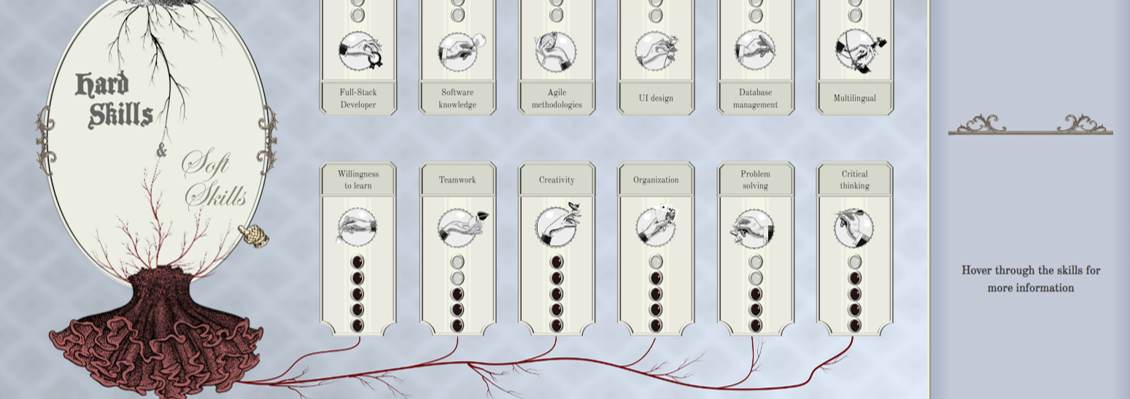 Hard
Skills
&
Soft
Skills
Full-Stack
Developer
Software
knowledge
Agile
methodologies
UI design
Database
management
Multilingual
Willingness
to learn
Teamwork
Creativity
Organization
Problem
solving
Critical
thinking
Hover through the skills for
more information